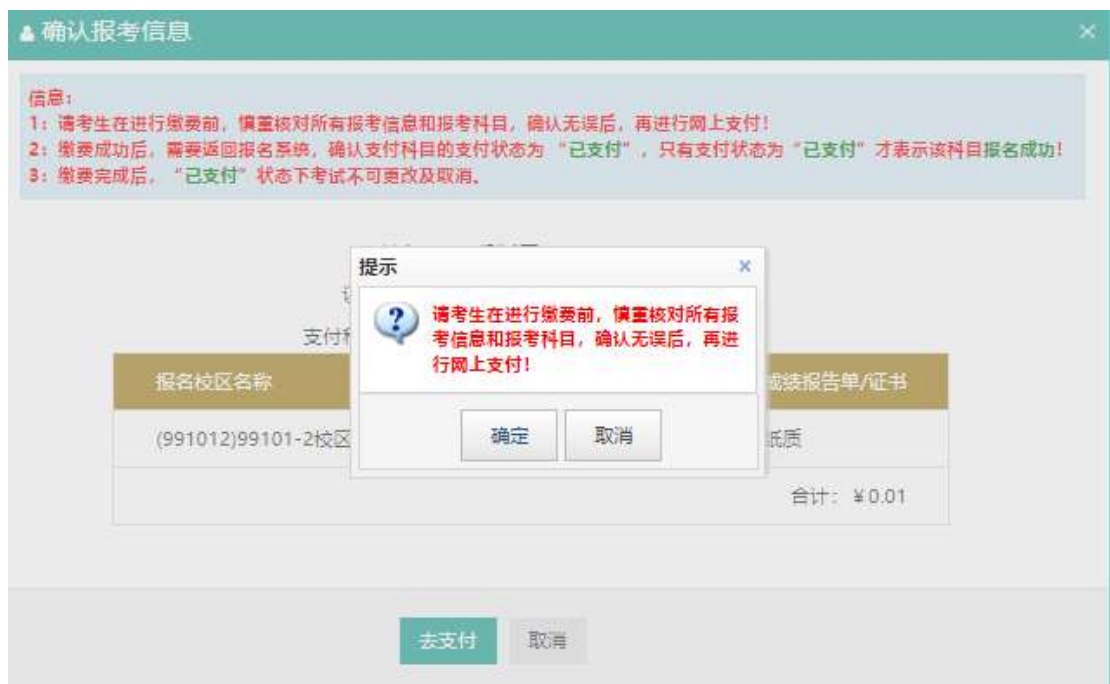 确认报考信息
信息：
1：请考生在进行缴费前，慎重核对所有报考信息和报考科目，确认无误后，再进行网上支付！
2：缴费成功后，需要返回报名系统，确认支付科目的支付状态为“已支付”，只有支付状态为“已支付”才表示该科目报名成功！
3：缴费完成后，“已支付”状态下考试不可更改及取消。
提示
请考生在进行缴费前，慎重核对所有报
考信息和报考科目，确认无误后，再进
行网上支付！
支付
报名校区名称 成绩报告单/证书
(991012)99101-2校区 纸质
确定 取消
合计：￥0.01
去支付 取消